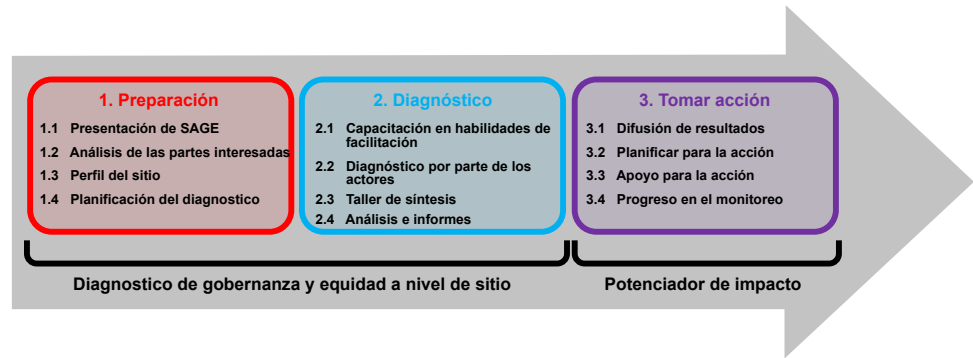 1. Preparación
1.1 Presentación de SAGE
1.2 Análisis de las partes interesadas
1.3 Perfil del sitio
1.4 Planificación del diagnostico
2. Diagnóstico
2.1 Capacitación en habilidades de
facilitación
2.2 Diagnóstico por parte de los
actores
2.3 Taller de síntesis
2.4 Análisis e informes
3. Tomar acción
3.1 Difusión de resultados
3.2 Planificar para la acción
3.3 Apoyo para la acción
3.4 Progreso en el monitoreo
Diagnostico de gobernanza y equidad a nivel de sitio
Potenciador de impacto